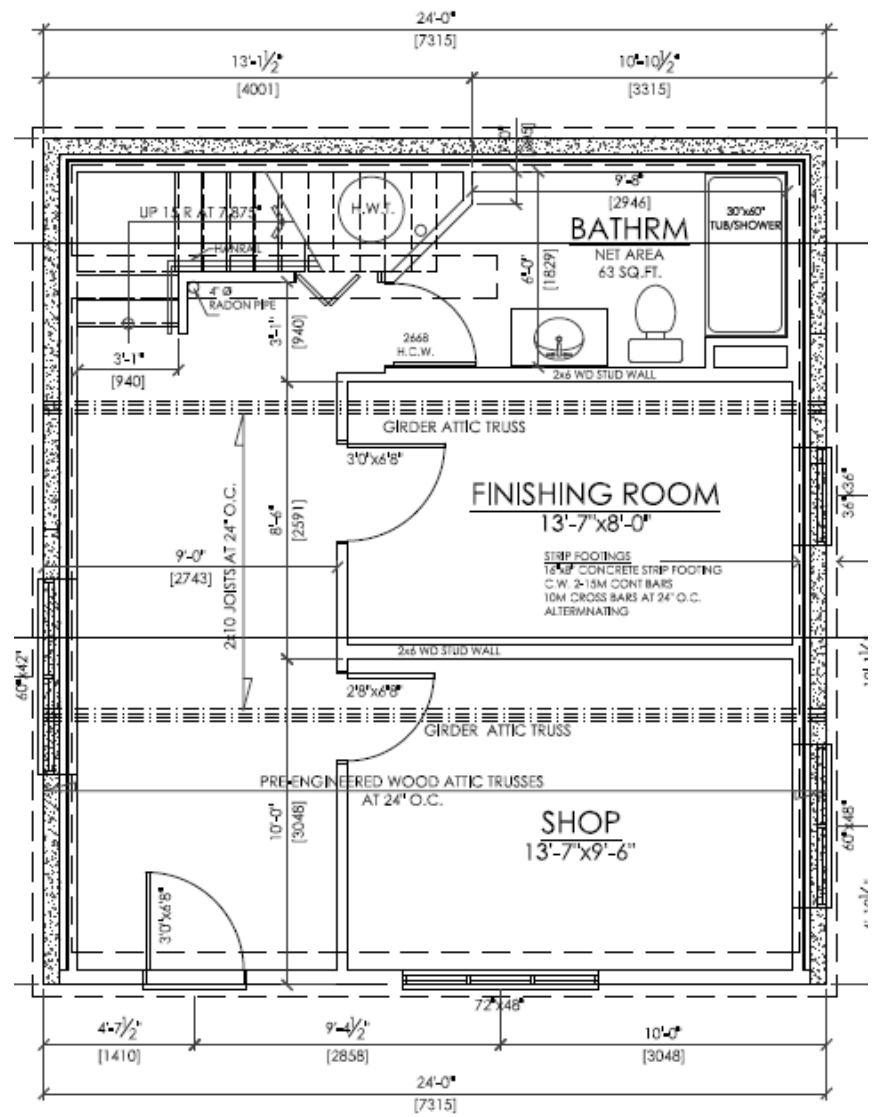 24'-0"
[7315]
13'-1½"
[4001]
10'-10½"
[3315]
9'-8"
[2946]
UP 15 R AT 7.875"
H.W.T.
BATHRM
NET AREA
63 SQ.FT.
30"x60"
TUB/SHOWER
6'-0"
[1829]
HANRAIL
4" Ø
RADON PIPE
3'-1"
[940]
3'-1"
[940]
2668
H.C.W.
2x6 WD STUD WALL
GIRDER ATTIC TRUSS
3'0"x6'8"
FINISHING ROOM
13'-7"x8'-0"
36"x36"
8'-6"
[2591]
2x10 JOISTS AT 24" O.C.
9'-0"
[2743]
STRIP FOOTINGS
16"x8" CONCRETE STRIP FOOTING
C.W. 2-15M CONT BARS
10M CROSS BARS AT 24" O.C.
ALTERMNATING
60"x42"
2x6 WD STUD WALL
2'8"x6'8"
GIRDER ATTIC TRUSS
PRE-ENGINEERED WOOD ATTIC TRUSSES
AT 24" O.C.
10'-0"
[3048]
SHOP
13'-7"x9'-6"
60"x48"
3'0"x6'8"
72"x48"
4'-7½"
[1410]
9'-4½"
[2858]
10'-0"
[3048]
24'-0"
[7315]